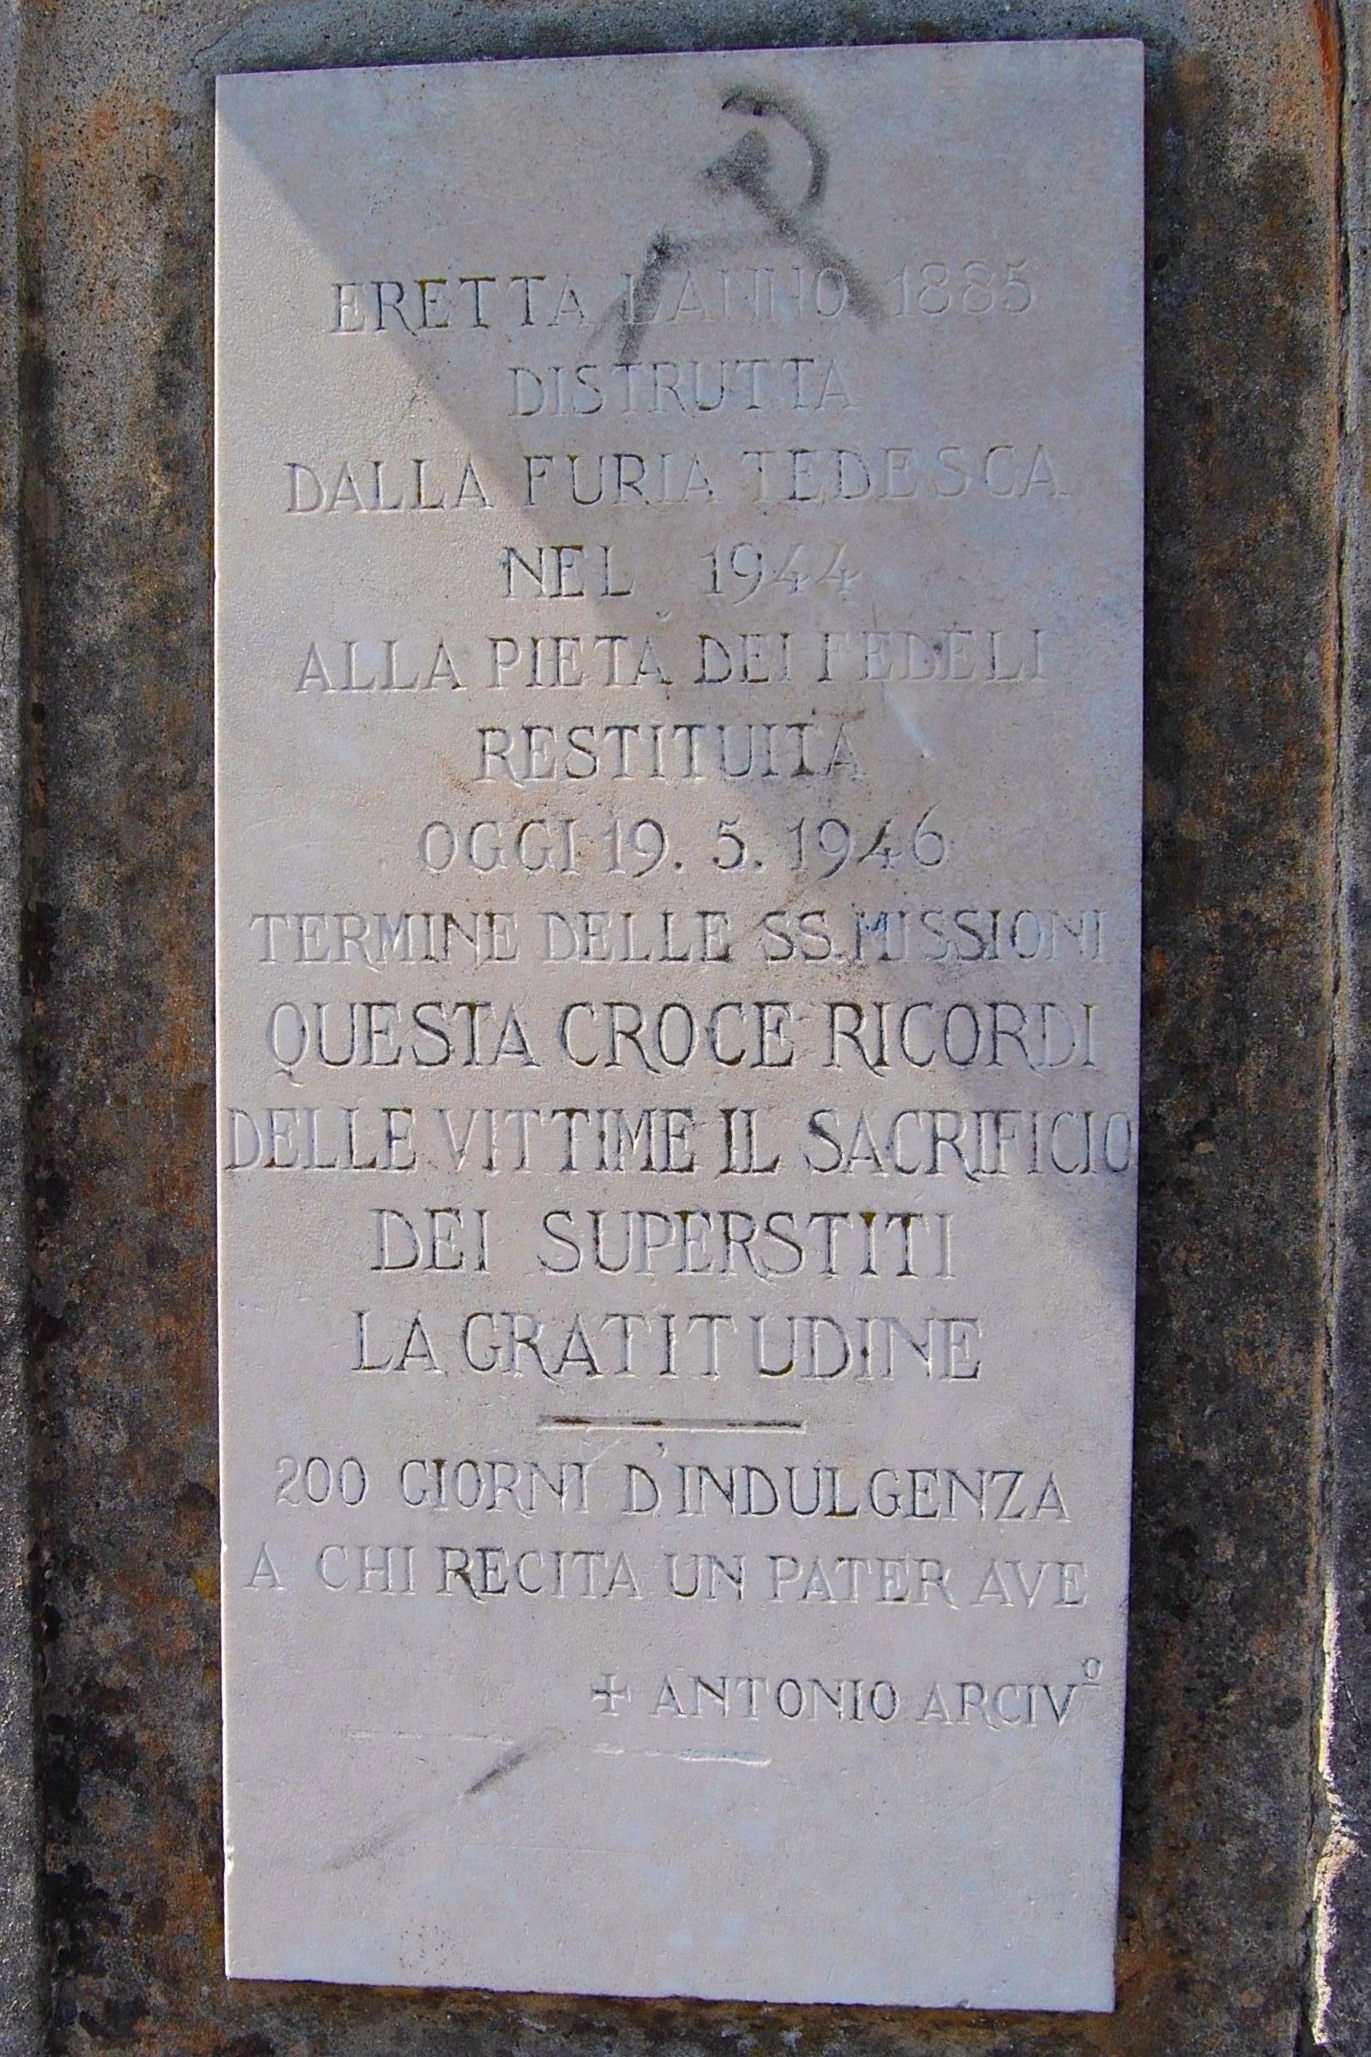 ERETTA L'ANNO 1885
DISTRUTTA
DALLA FURIA TEDESCA
NEL 1944
ALLA PIETÀ DEI FEDELI
RESTITUITA
OGGI 19. 5. 1946
TERMINE DELLE SS. MISSIONI
QUESTA CROCE RICORDI
DELLE VITTIME IL SACRIFICIO
DEI SUPERSTITI
LA GRATITUDINE
200 GIORNI D'INDULGENZA
A CHI RECITA UN PATER AVE
+ ANTONIO ARCIVº